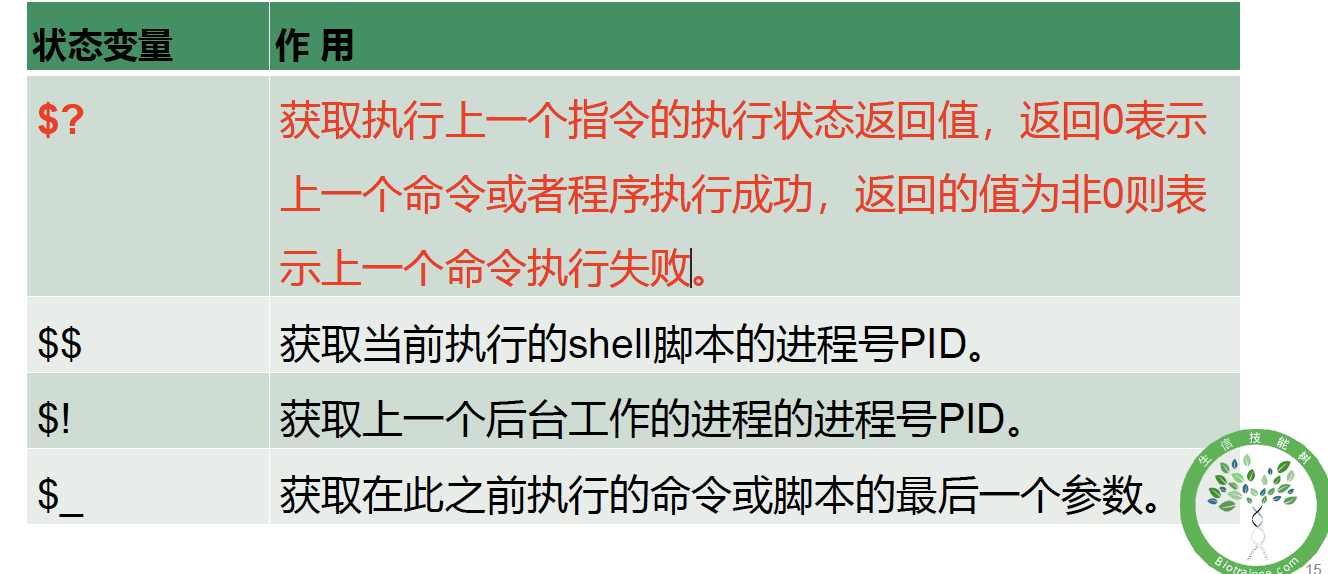 状态变量 作 用
$? 获取执行上一个指令的执行状态返回值，返回0表示
上一个命令或者程序执行成功，返回的值为非0则表
示上一个命令执行失败。
$$ 获取当前执行的shell脚本的进程号PID。
$! 获取上一个后台工作的进程的进程号PID。
$_ 获取在此之前执行的命令或脚本的最后一个参数。
生信技能树
15